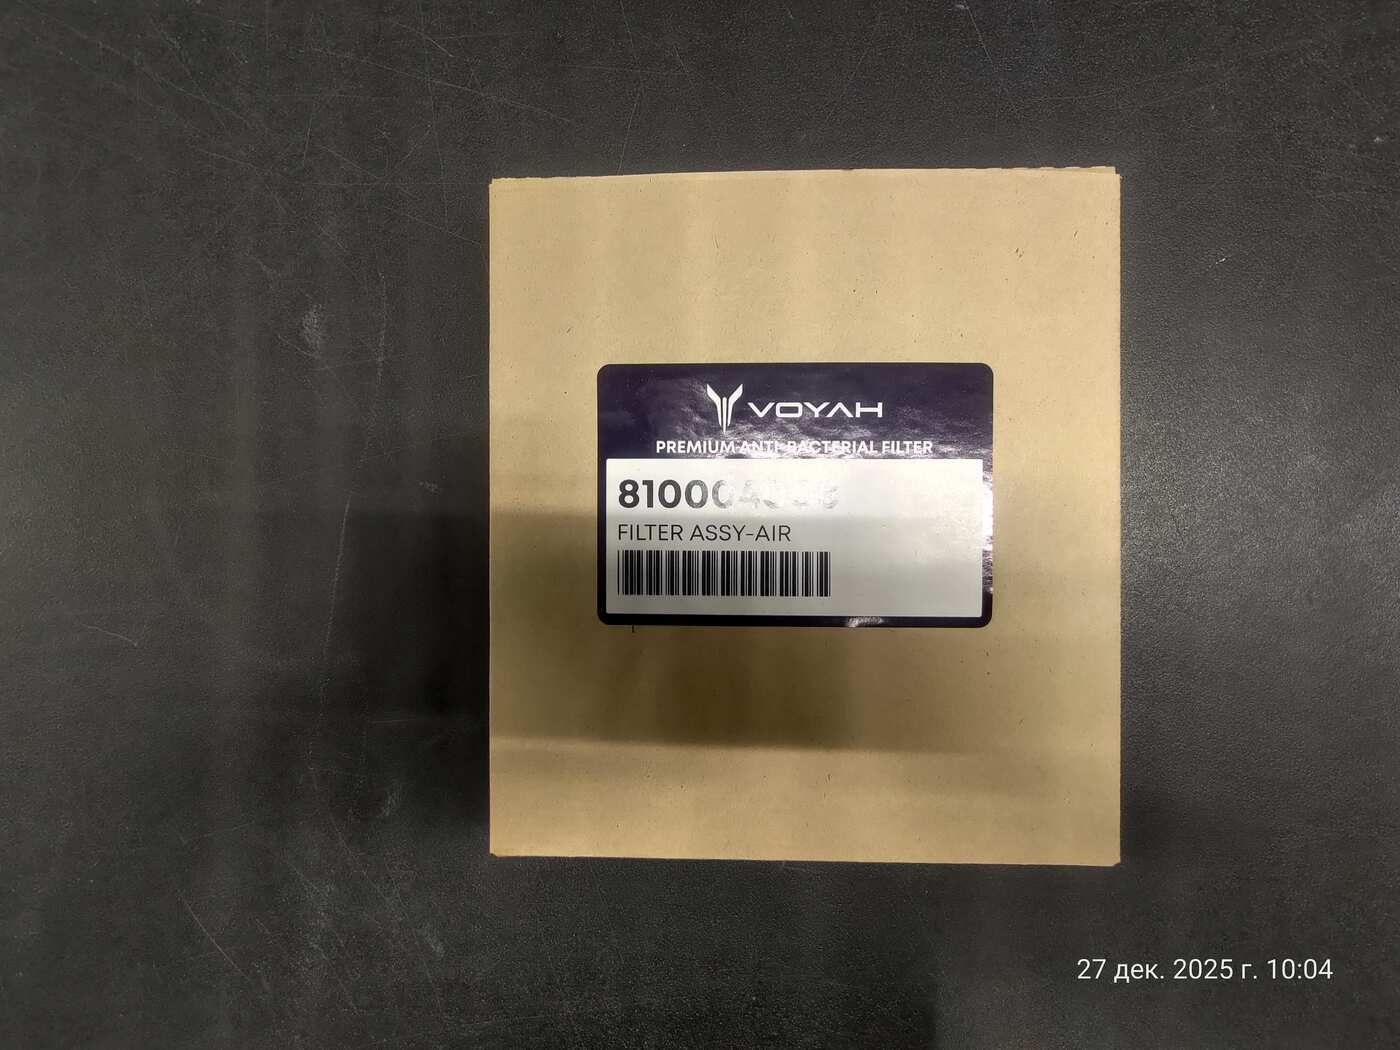 VOYAH
PREMIUM ANTI-BACTERIAL FILTER
FILTER ASSY-AIR
27 дек. 2025 г. 10:04